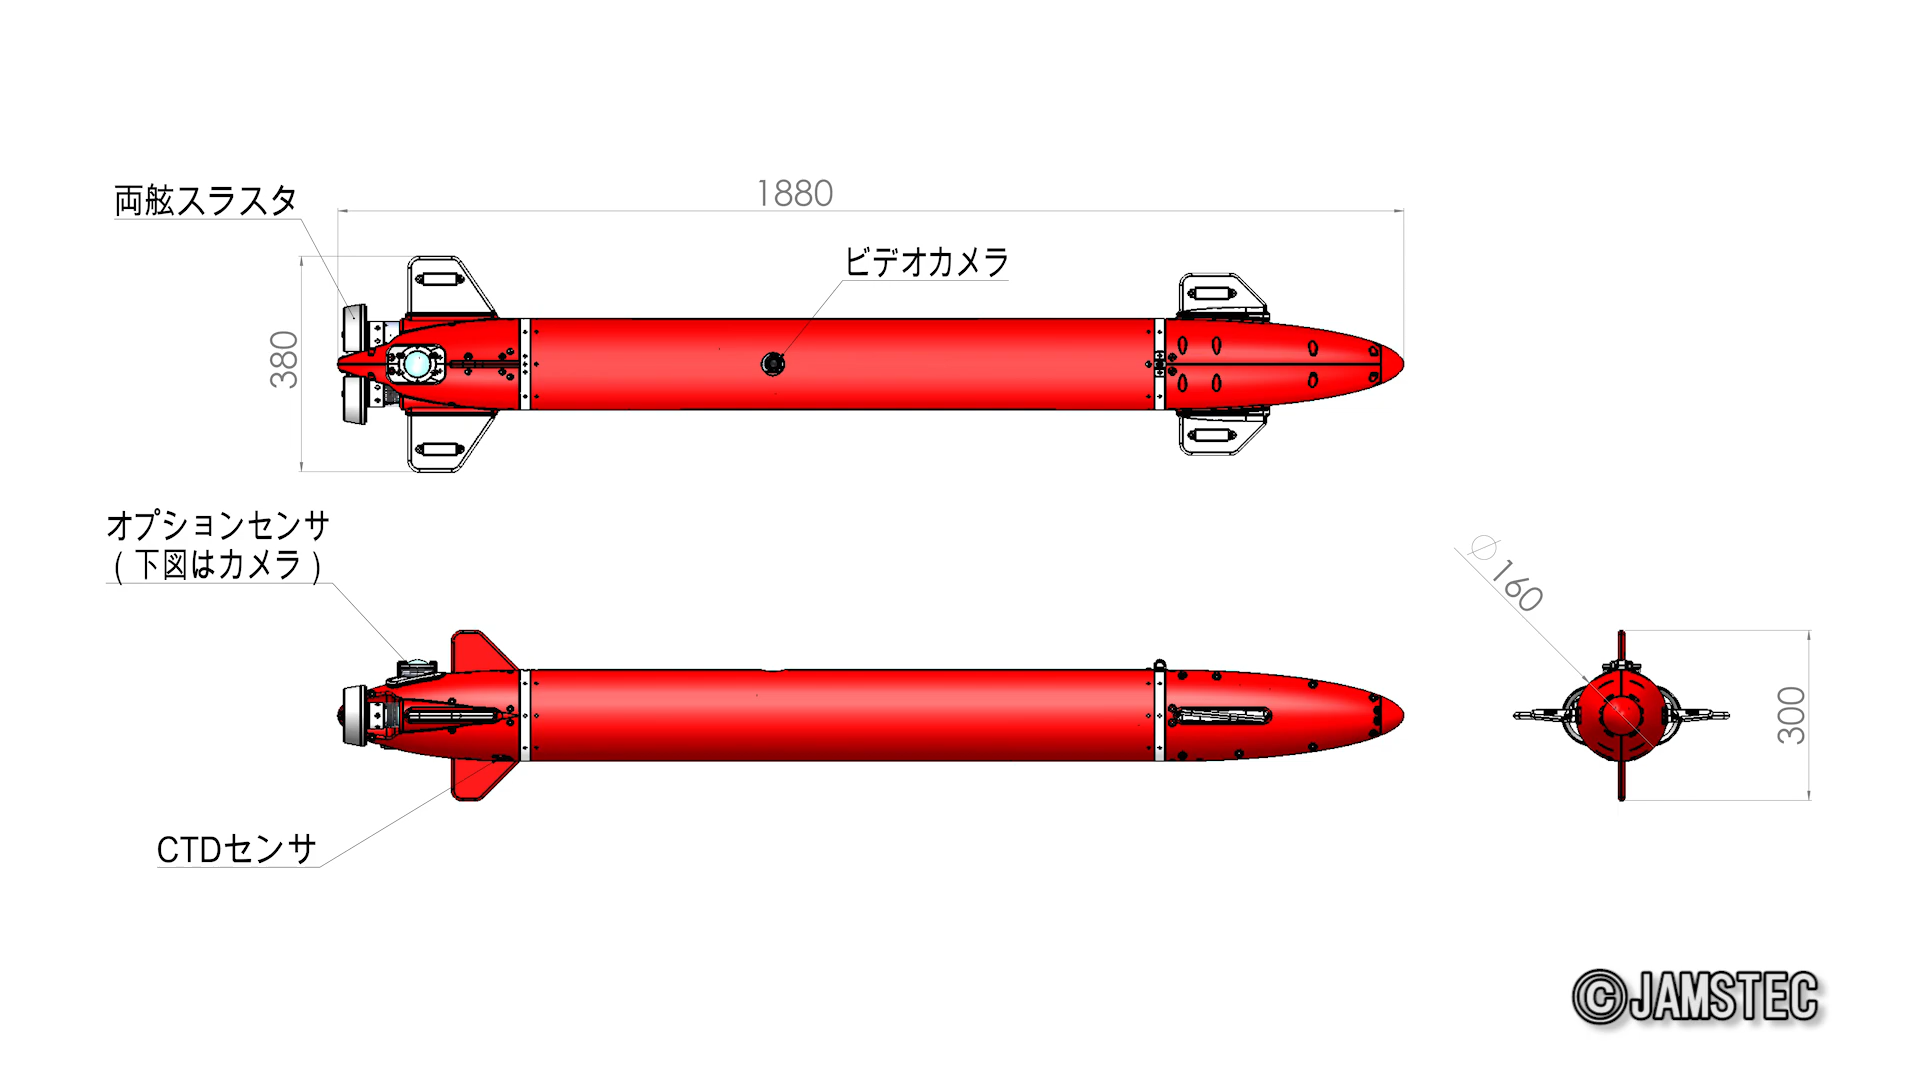 両舷スラスタ
1880
ビデオカメラ
380
オプションセンサ
( 下図はカメラ )
∅ 160
300
CTDセンサ
©JAMSTEC